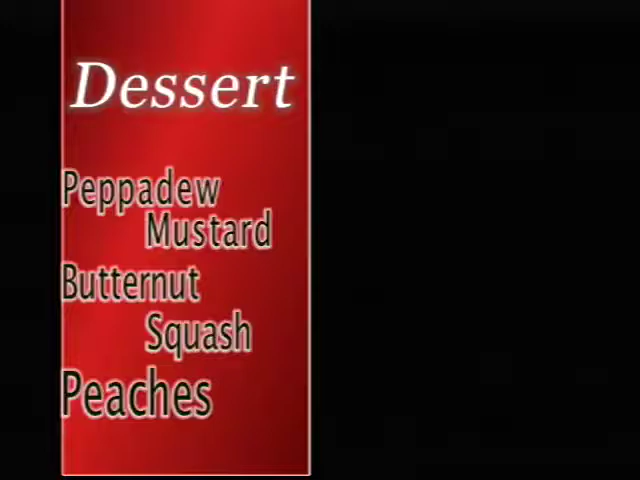 Dessert
Peppadew
Mustard
Butternut
Squash
Peaches